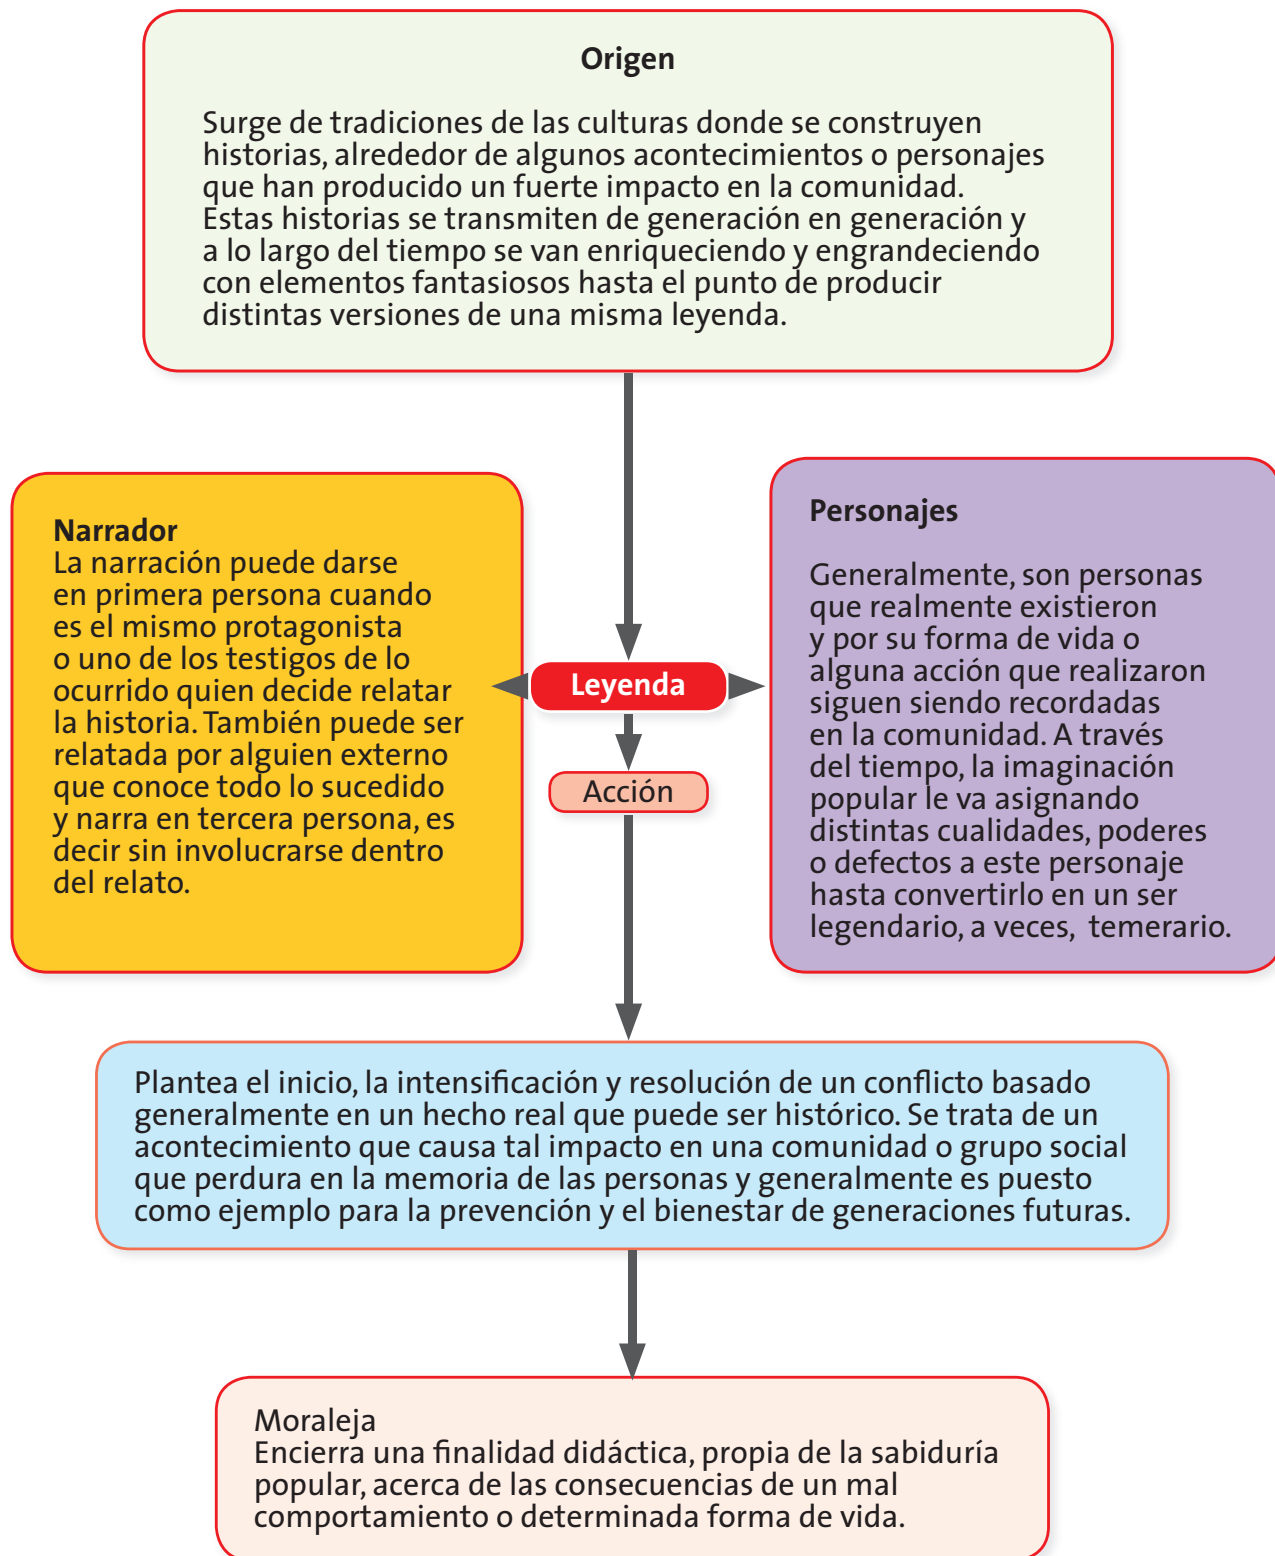 Origen
Surge de tradiciones de las culturas donde se construyen
historias, alrededor de algunos acontecimientos o personajes
que han producido un fuerte impacto en la comunidad.
Estas historias se transmiten de generación en generación y
a lo largo del tiempo se van enriqueciendo y engrandeciendo
con elementos fantasiosos hasta el punto de producir
distintas versiones de una misma leyenda.
Narrador
La narración puede darse
en primera persona cuando
es el mismo protagonista
o uno de los testigos de lo
ocurrido quien decide relatar
la historia. También puede ser
relatada por alguien externo
que conoce todo lo sucedido
y narra en tercera persona, es
decir sin involucrarse dentro
del relato.
Leyenda
Acción
Personajes
Generalmente, son personas
que realmente existieron
y por su forma de vida o
alguna acción que realizaron
siguen siendo recordadas
en la comunidad. A través
del tiempo, la imaginación
popular le va asignando
distintas cualidades, poderes
o defectos a este personaje
hasta convertirlo en un ser
legendario, a veces, temerario.
Plantea el inicio, la intensificación y resolución de un conflicto basado
generalmente en un hecho real que puede ser histórico. Se trata de un
acontecimiento que causa tal impacto en una comunidad o grupo social
que perdura en la memoria de las personas y generalmente es puesto
como ejemplo para la prevención y el bienestar de generaciones futuras.
Moraleja
Encierra una finalidad didáctica, propia de la sabiduría
popular, acerca de las consecuencias de un mal
comportamiento o determinada forma de vida.